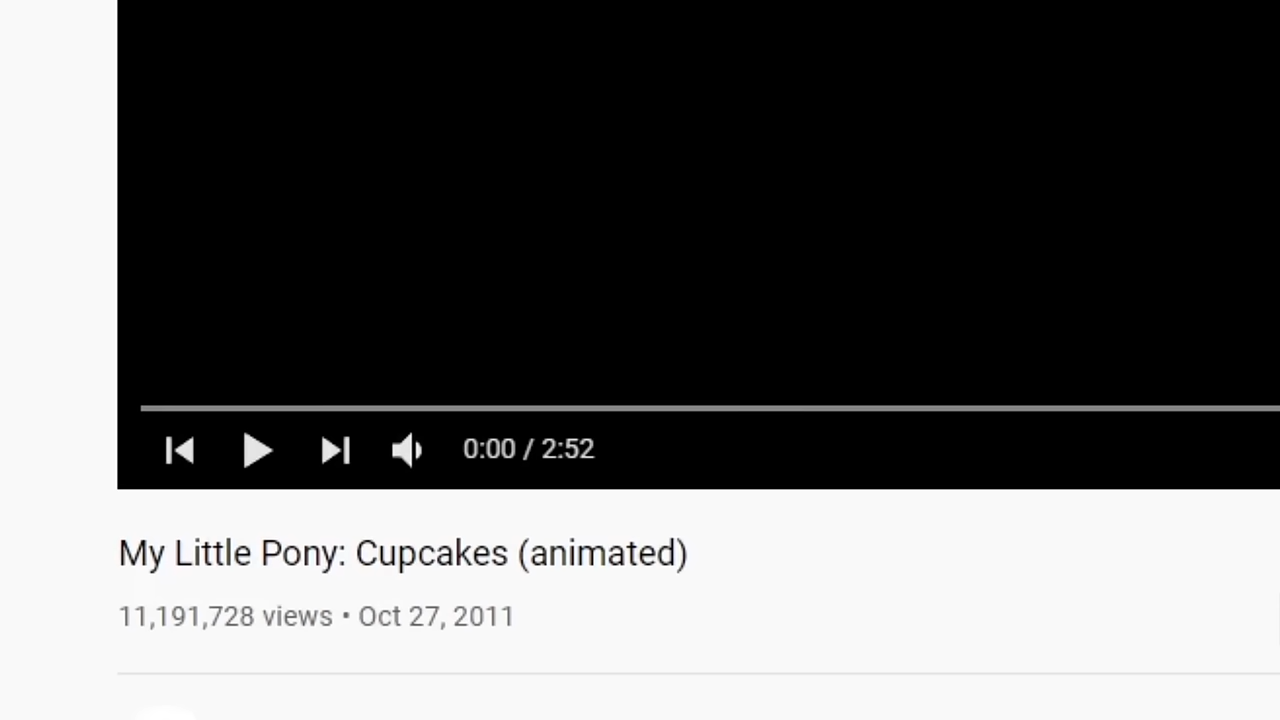 0:00 / 2:52
My Little Pony: Cupcakes (animated)
11,191,728 views • Oct 27, 2011